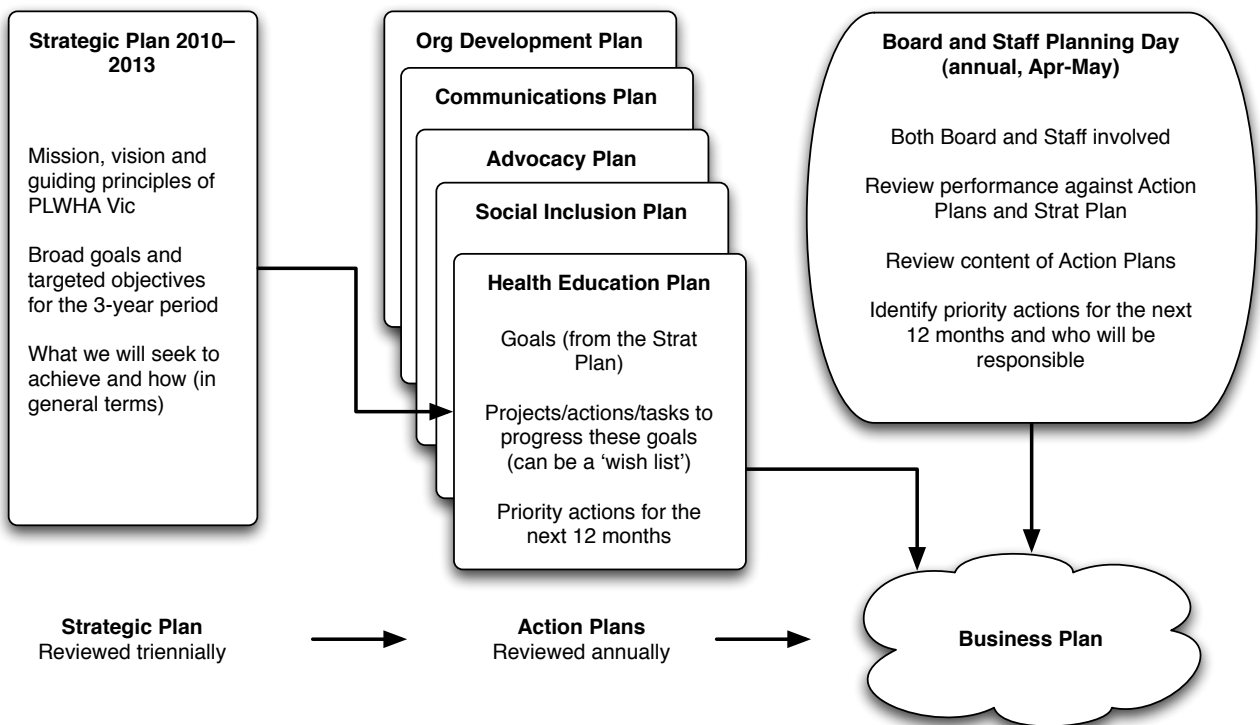 Strategic Plan 2010–
2013
Mission, vision and
guiding principles of
PLWHA Vic
Broad goals and
targeted objectives
for the 3-year period
What we will seek to
achieve and how (in
general terms)
Org Development Plan
Communications Plan
Advocacy Plan
Social Inclusion Plan
Health Education Plan
Goals (from the Strat
Plan)
Projects/actions/tasks to
progress these goals
(can be a ‘wish list’)
Priority actions for the
next 12 months
Board and Staff Planning Day
(annual, Apr-May)
Both Board and Staff involved
Review performance against Action
Plans and Strat Plan
Review content of Action Plans
Identify priority actions for the next
12 months and who will be
responsible
Strategic Plan
Reviewed triennially
Action Plans
Reviewed annually
Business Plan